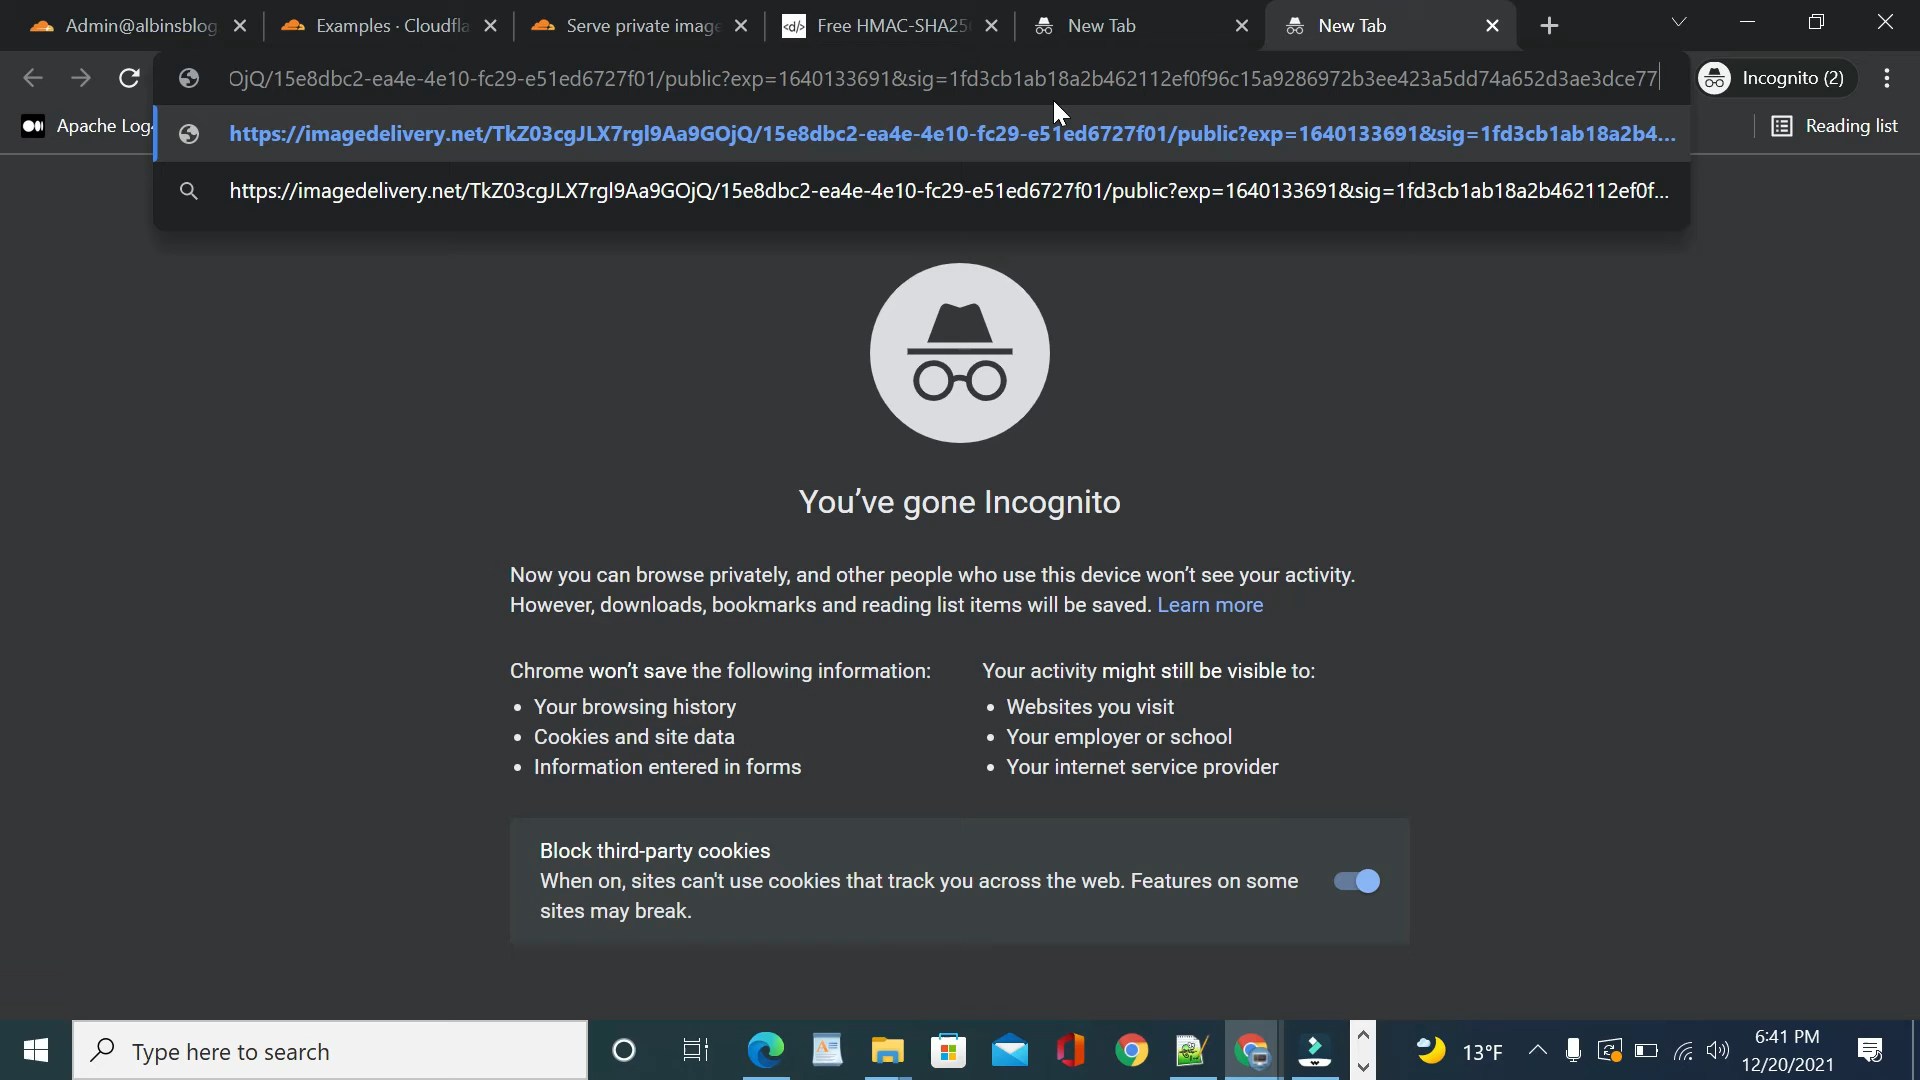 Admin@albinsblog
Examples · Cloudfla
Serve private image
Free HMAC-SHA256
New Tab
New Tab
OjQ/15e8dbc2-ea4e-4e10-fc29-e51ed6727f01/public?exp=1640133691&sig=1fd3cb1ab18a2b462112ef0f96c15a9286972b3ee423a5dd74a652d3ae3dce77
Incognito (2)
Apache Log4
https://imagedelivery.net/TkZ03cgJLX7rgl9Aa9GOjQ/15e8dbc2-ea4e-4e10-fc29-e51ed6727f01/public?exp=1640133691&sig=1fd3cb1ab18a2b4...
Reading list
https://imagedelivery.net/TkZ03cgJLX7rgl9Aa9GOjQ/15e8dbc2-ea4e-4e10-fc29-e51ed6727f01/public?exp=1640133691&sig=1fd3cb1ab18a2b462112ef0f...
You've gone Incognito
Now you can browse privately, and other people who use this device won't see your activity.
However, downloads, bookmarks and reading list items will be saved. Learn more
Chrome won't save the following information:
• Your browsing history
• Cookies and site data
• Information entered in forms
Your activity might still be visible to:
• Websites you visit
• Your employer or school
• Your internet service provider
Block third-party cookies
When on, sites can't use cookies that track you across the web. Features on some
sites may break.
Type here to search
13°F
6:41 PM
12/20/2021